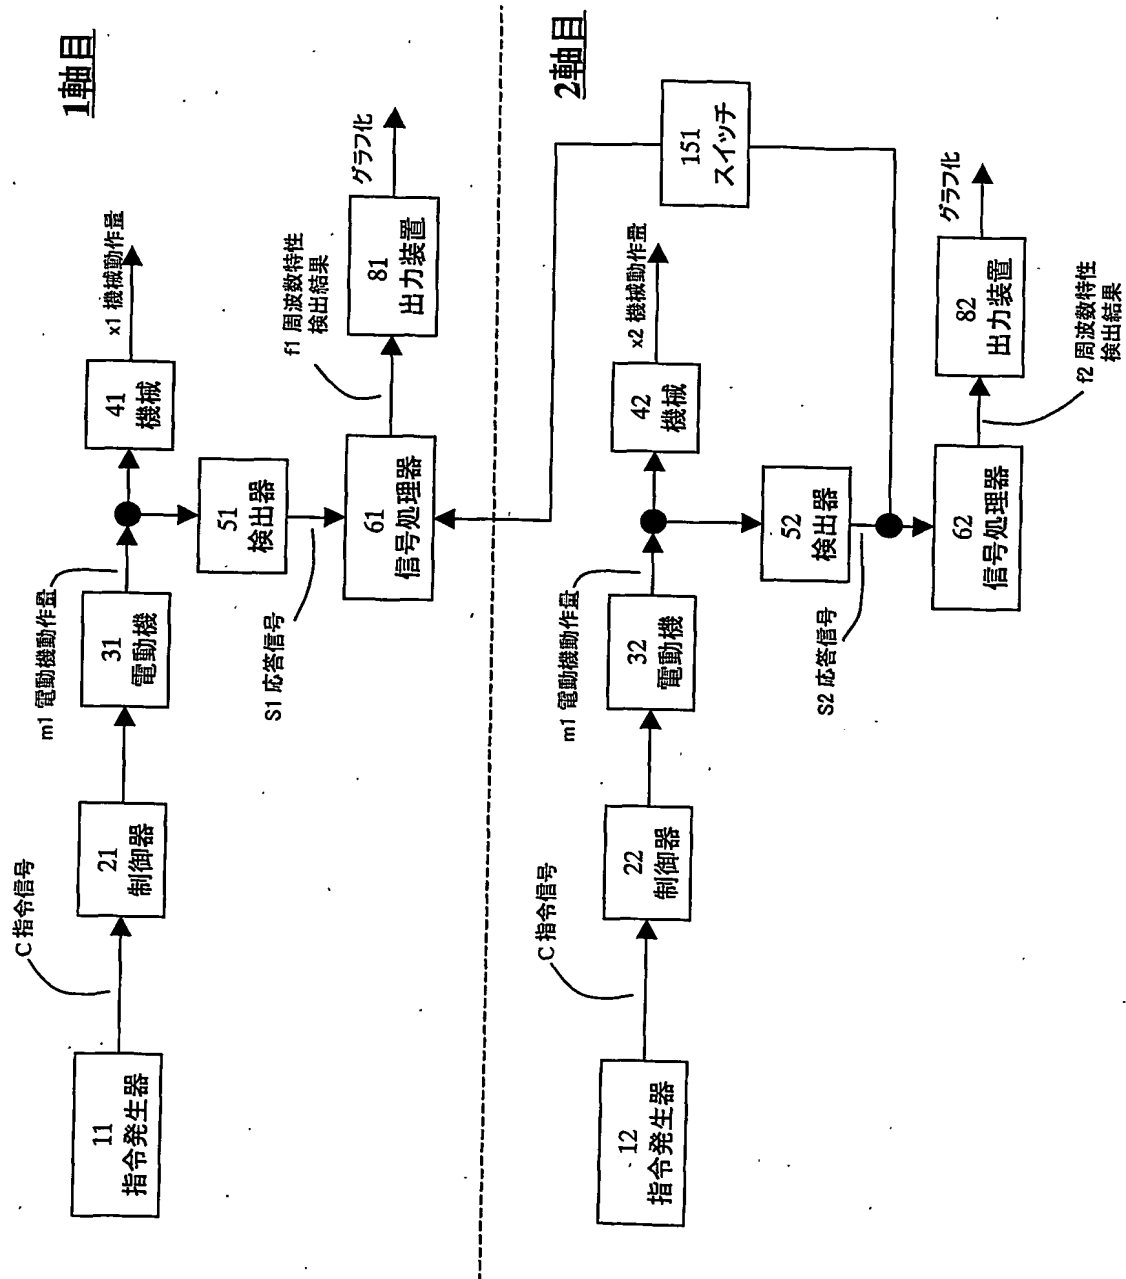 1軸目
C 指令信号
m1 電動機動作量
x1 機械動作量
11
指令発生器
21
制御器
31
電動機
41
機械
51
検出器
S1 応答信号
61
信号処理器
f1 周波数特性
検出結果
81
出力装置
グラフ化
2軸目
C 指令信号
m1 電動機動作量
x2 機械動作量
12
指令発生器
22
制御器
32
電動機
42
機械
151
スイッチ
52
検出器
S2 応答信号
62
信号処理器
82
出力装置
グラフ化
f2 周波数特性
検出結果